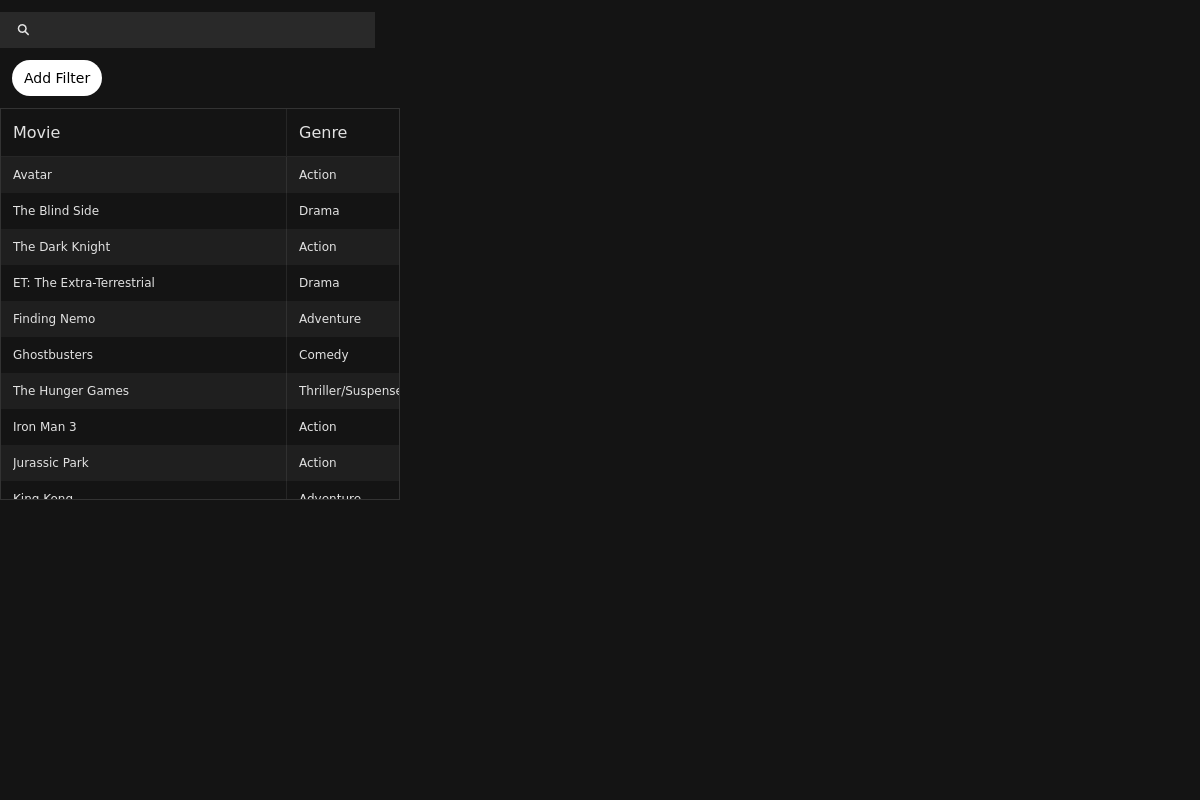 Add Filter
Movie Genre
Avatar Action
The Blind Side Drama
The Dark Knight Action
ET: The Extra-Terrestrial Drama
Finding Nemo Adventure
Ghostbusters Comedy
The Hunger Games Thriller/Suspense
Iron Man 3 Action
Jurassic Park Action
King Kong Adventure